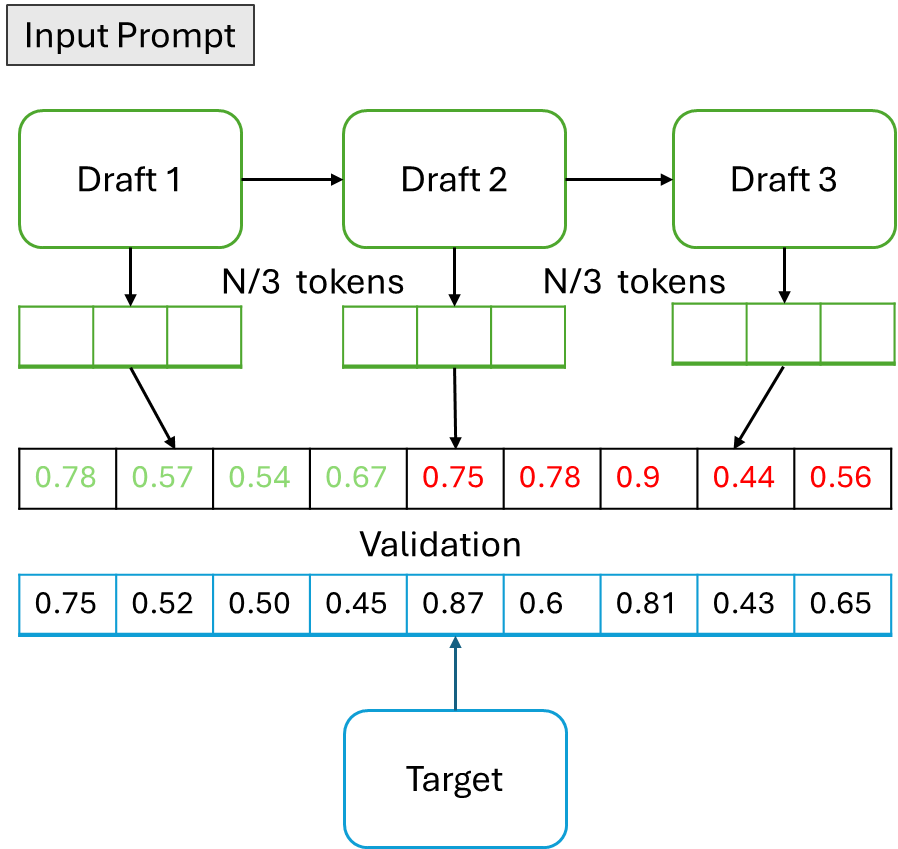 Input Prompt
Draft 1 Draft 2 Draft 3
N/3 tokens N/3 tokens
0.78 0.57 0.54 0.67 0.75 0.78 0.9 0.44 0.56
Validation
0.75 0.52 0.50 0.45 0.87 0.6 0.81 0.43 0.65
Target